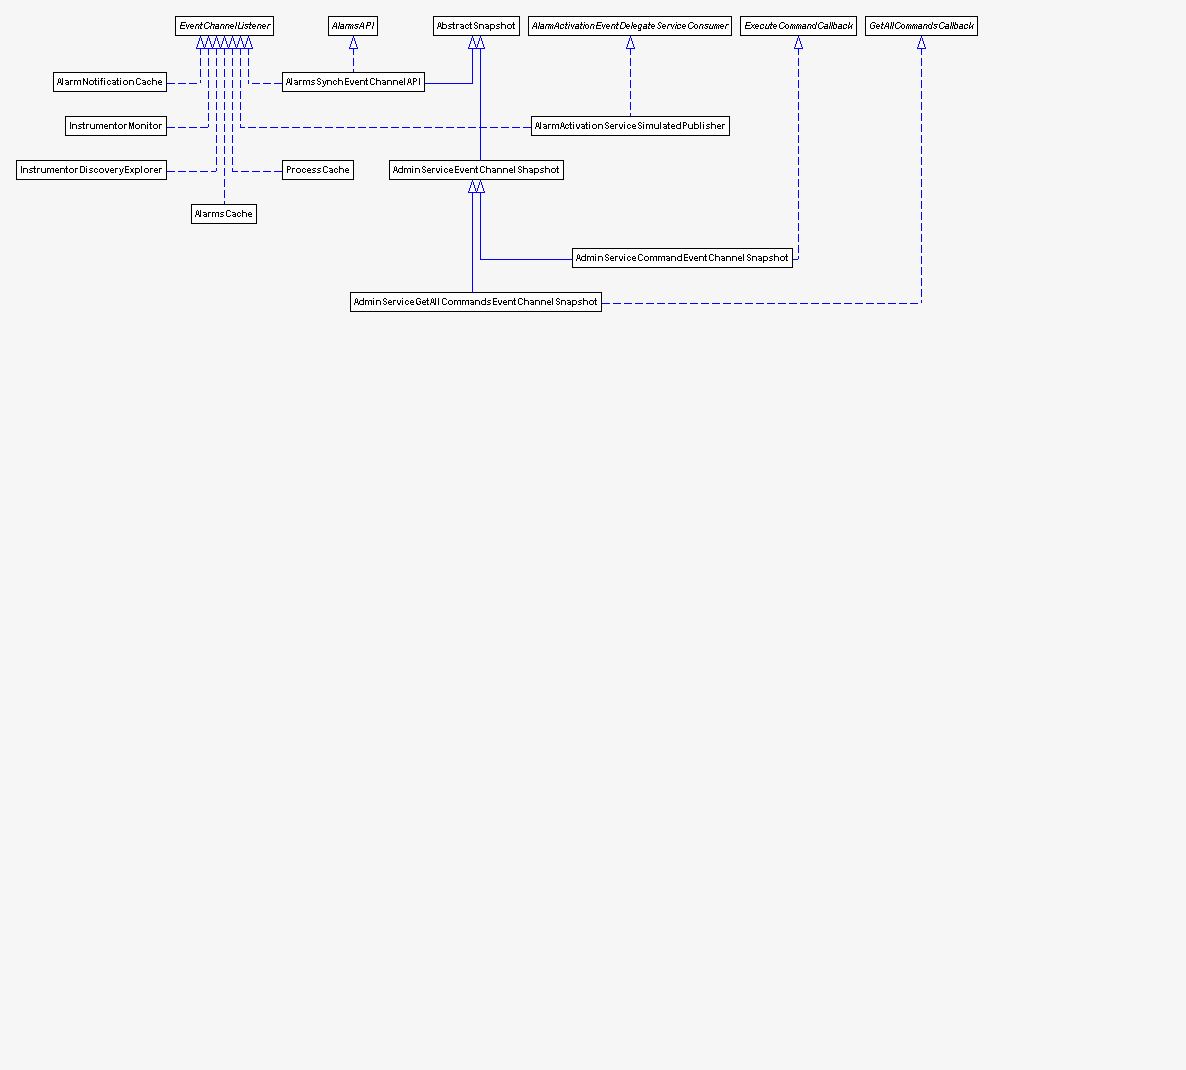 EventChannelListener
AlarmsAPI
AbstractSnapshot
AlarmActivationEventDelegateServiceConsumer
ExecuteCommandCallback
GetAllCommandsCallback
AlarmNotificationCache
AlarmsSynchEventChannelAPI
InstrumentorMonitor
AlarmActivationServiceSimulatedPublisher
InstrumentorDiscoveryExplorer
ProcessCache
AdminServiceEventChannelShapshot
AlarmsCache
AdminServiceCommandEventChannelSnapshot
AdminServiceGetAllCommandsEventChannelSnapshot